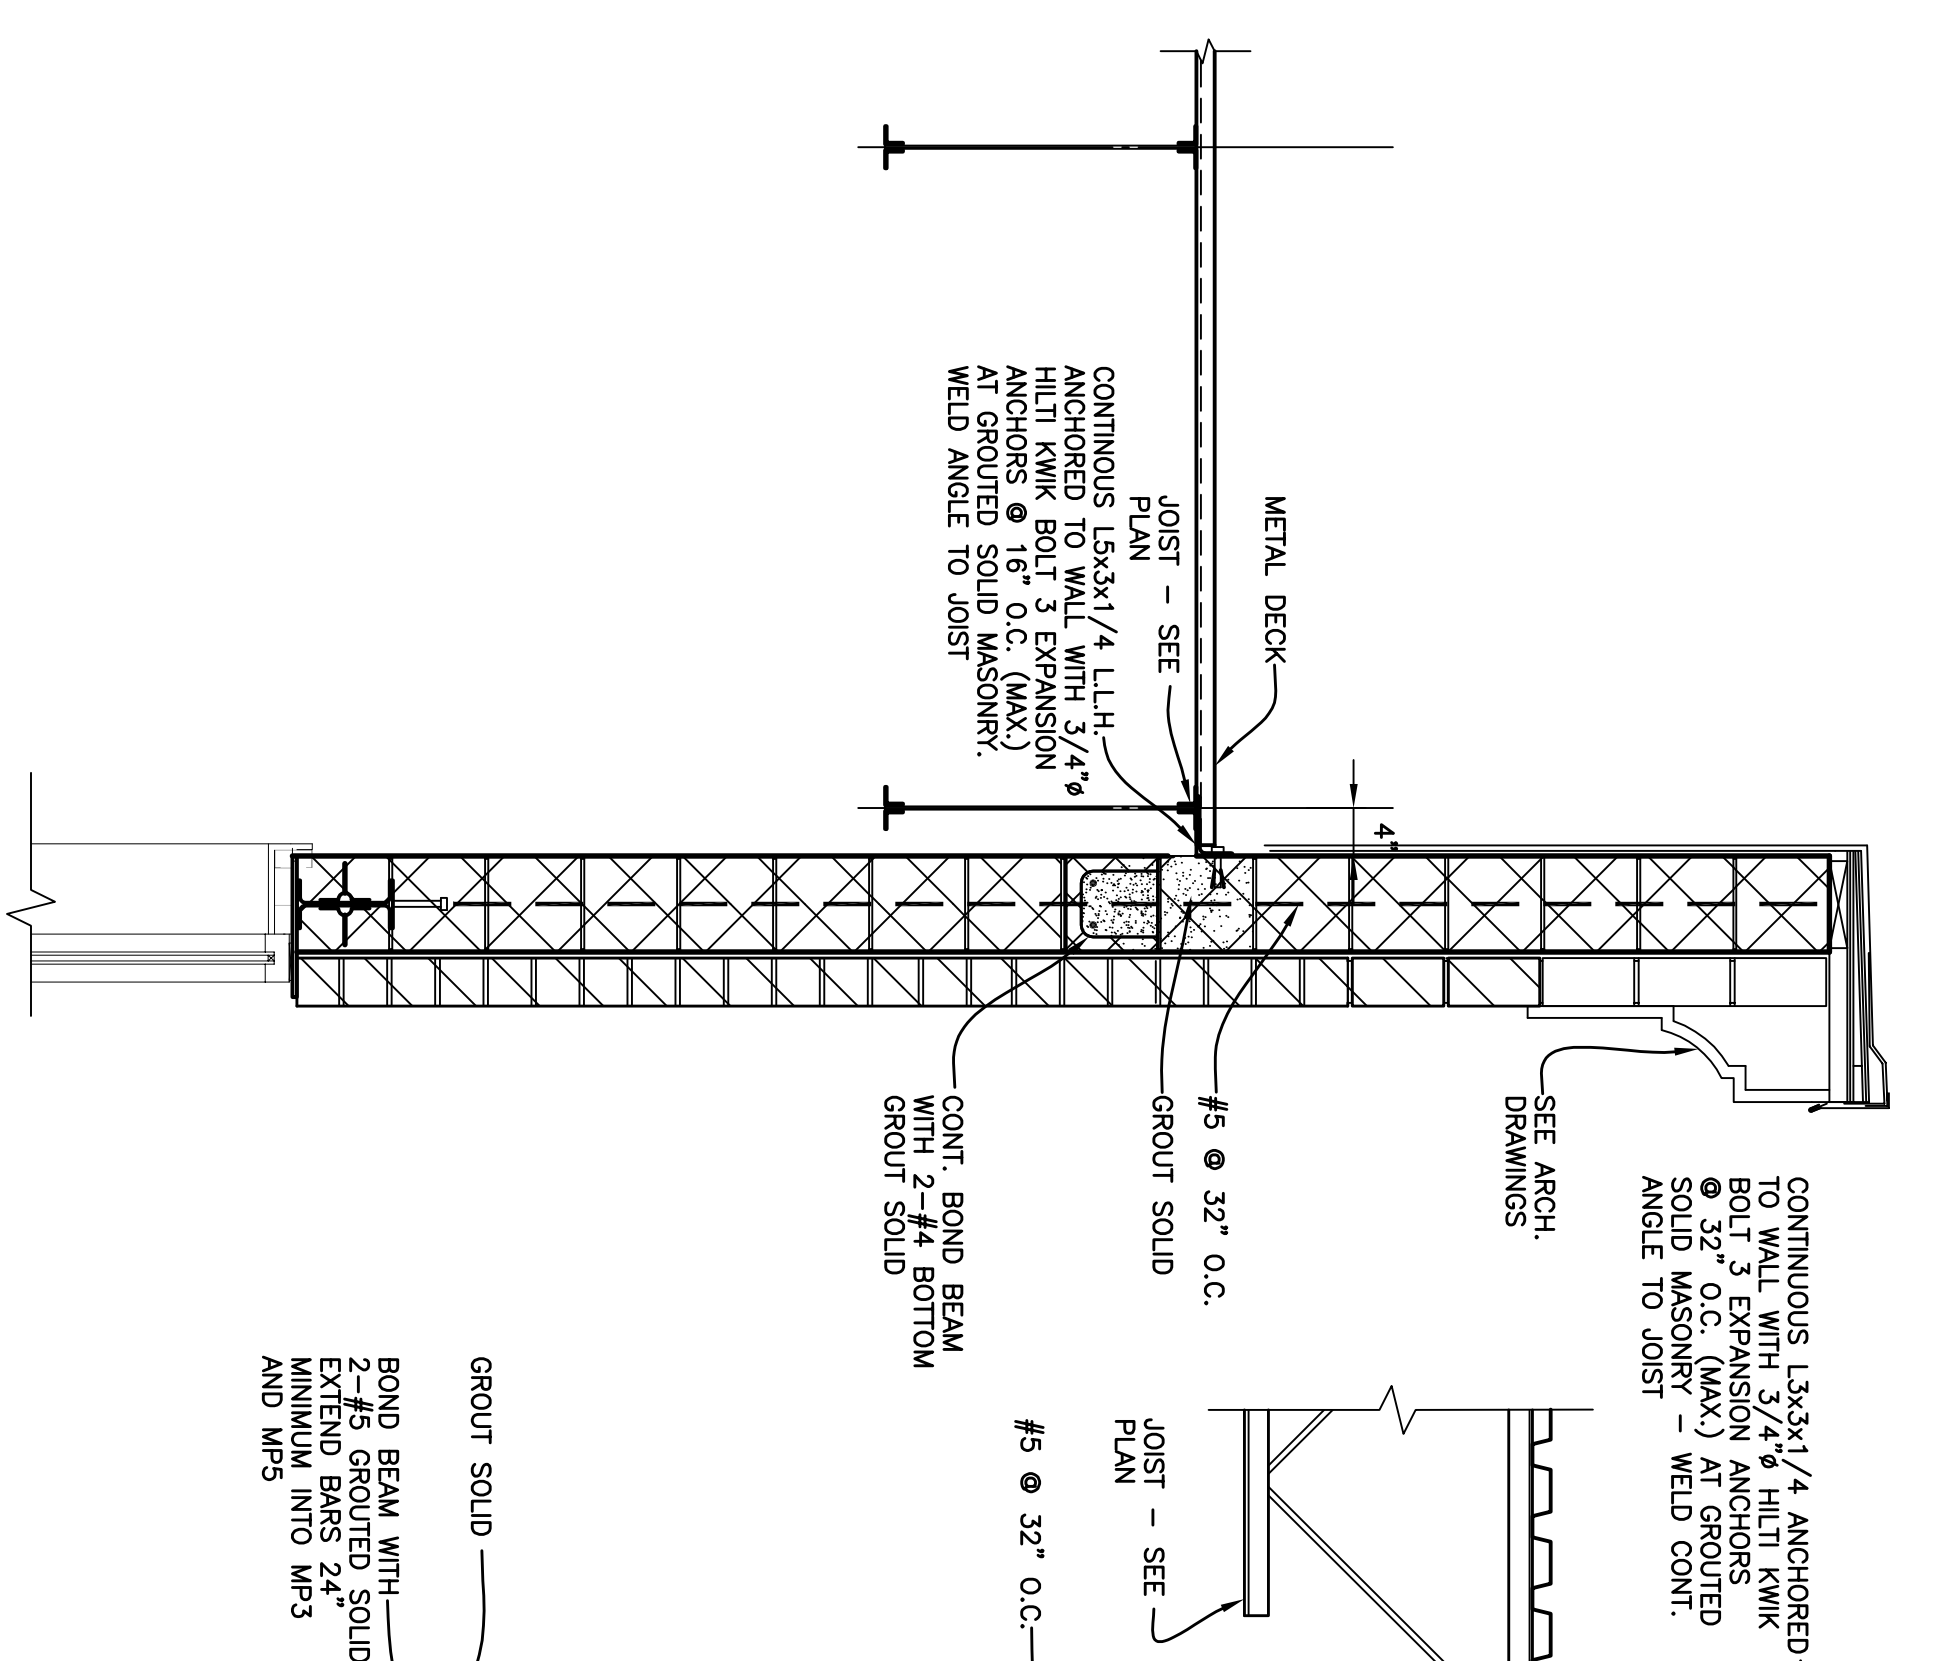 METAL DECK
JOIST - SEE
PLAN
CONTINOUS L5x3x1/4 L.L.H.
ANCHORED TO WALL WITH 3/4"ø
HILTI KWIK BOLT 3 EXPANSION
ANCHORS @ 16" O.C. (MAX.)
AT GROUTED SOLID MASONRY.
WELD ANGLE TO JOIST
4"
SEE ARCH.
DRAWINGS
#5 @ 32" O.C.
GROUT SOLID
CONT. BOND BEAM
WITH 2-#4 BOTTOM
GROUT SOLID
CONTINUOUS L3x3x1/4 ANCHORED
TO WALL WITH 3/4"ø HILTI KWIK
BOLT 3 EXPANSION ANCHORS
@ 32" O.C. (MAX.) AT GROUTED
SOLID MASONRY - WELD CONT.
ANGLE TO JOIST
JOIST - SEE
PLAN
#5 @ 32" O.C.
GROUT SOLID
BOND BEAM WITH
2-#5 GROUTED SOLID
EXTEND BARS 24"
MINIMUM INTO MP3
AND MP5